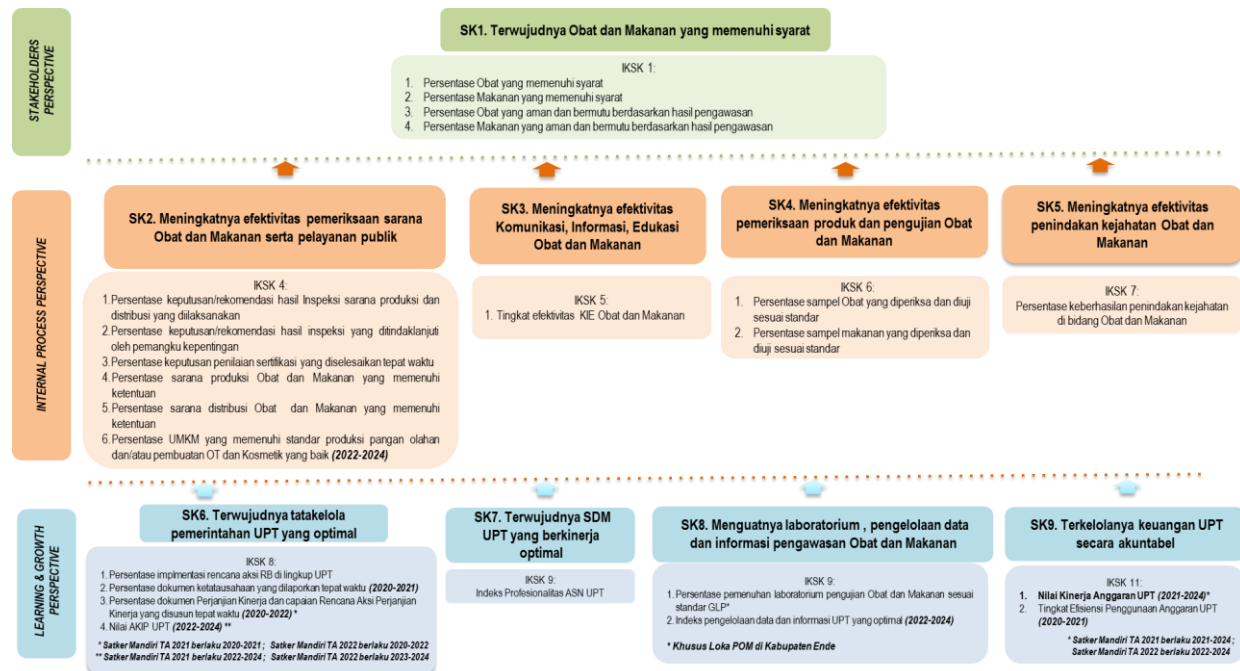 STAKEHOLDERS
PERSPECTIVE
SK1. Terwujudnya Obat dan Makanan yang memenuhi syarat
IKSK 1:
1. Persentase Obat yang memenuhi syarat
2. Persentase Makanan yang memenuhi syarat
3. Persentase Obat yang aman dan bermutu berdasarkan hasil pengawasan
4. Persentase Makanan yang aman dan bermutu berdasarkan hasil pengawasan
INTERNAL PROCESS PERSPECTIVE
SK2. Meningkatnya efektivitas pemeriksaan sarana
Obat dan Makanan serta pelayanan publik
IKSK 4:
1. Persentase keputusan/rekomendasi hasil Inspeksi sarana produksi dan
distribusi yang dilaksanakan
2. Persentase keputusan/rekomendasi hasil inspeksi yang ditindaklanjuti
oleh pemangku kepentingan
3. Persentase keputusan penilaian sertifikasi yang diselesaikan tepat waktu
4. Persentase sarana produksi Obat dan Makanan yang memenuhi
ketentuan
5. Persentase sarana distribusi Obat dan Makanan yang memenuhi
ketentuan
6. Persentase UMKM yang memenuhi standar produksi pangan olahan
dan/atau pembuatan OT dan Kosmetik yang baik (2022-2024)
SK3. Meningkatnya efektivitas
Komunikasi, Informasi, Edukasi
Obat dan Makanan
IKSK 5:
1. Tingkat efektivitas KIE Obat dan Makanan
SK4. Meningkatnya efektivitas
pemeriksaan produk dan pengujian Obat
dan Makanan
IKSK 6:
1. Persentase sampel Obat yang diperiksa dan diuji
sesuai standar
2. Persentase sampel makanan yang diperiksa dan
diuji sesuai standar
SK5. Meningkatnya efektivitas
penindakan kejahatan Obat dan
Makanan
IKSK 7:
Persentase keberhasilan penindakan kejahatan
di bidang Obat dan Makanan
LEARNING & GROWTH
PERSPECTIVE
SK6. Terwujudnya tatakelola
pemerintahan UPT yang optimal
IKSK 8:
1. Persentase implmentasi rencana aksi RB di lingkup UPT
2. Persentase dokumen ketatausahaan yang dilaporkan tepat waktu (2020-2021)
3. Persentase dokumen Perjanjian Kinerja dan capaian Rencana Aksi Perjanjian
Kinerja yang disusun tepat waktu (2020-2022) *
4. Nilai AKIP UPT (2022-2024) **
* Satker Mandiri TA 2021 berlaku 2020-2021 ; Satker Mandiri TA 2022 berlaku 2020-2022
** Satker Mandiri TA 2021 berlaku 2022-2024 ; Satker Mandiri TA 2022 berlaku 2023-2024
SK7. Terwujudnya SDM
UPT yang berkinerja
optimal
IKSK 9:
Indeks Profesionalitas ASN UPT
SK8. Menguatnya laboratorium , pengelolaan data
dan informasi pengawasan Obat dan Makanan
IKSK 9:
1. Persentase pemenuhan laboratorium pengujian Obat dan Makanan sesuai
standar GLP*
2. Indeks pengelolaan data dan informasi UPT yang optimal (2022-2024)
* Khusus Loka POM di Kabupaten Ende
SK9. Terkelolanya keuangan UPT
secara akuntabel
IKSK 11:
1. Nilai Kinerja Anggaran UPT (2021-2024)*
2. Tingkat Efisiensi Penggunaan Anggaran UPT
(2020-2021)
* Satker Mandiri TA 2021 berlaku 2021-2024 ;
Satker Mandiri TA 2022 berlaku
2022-2024